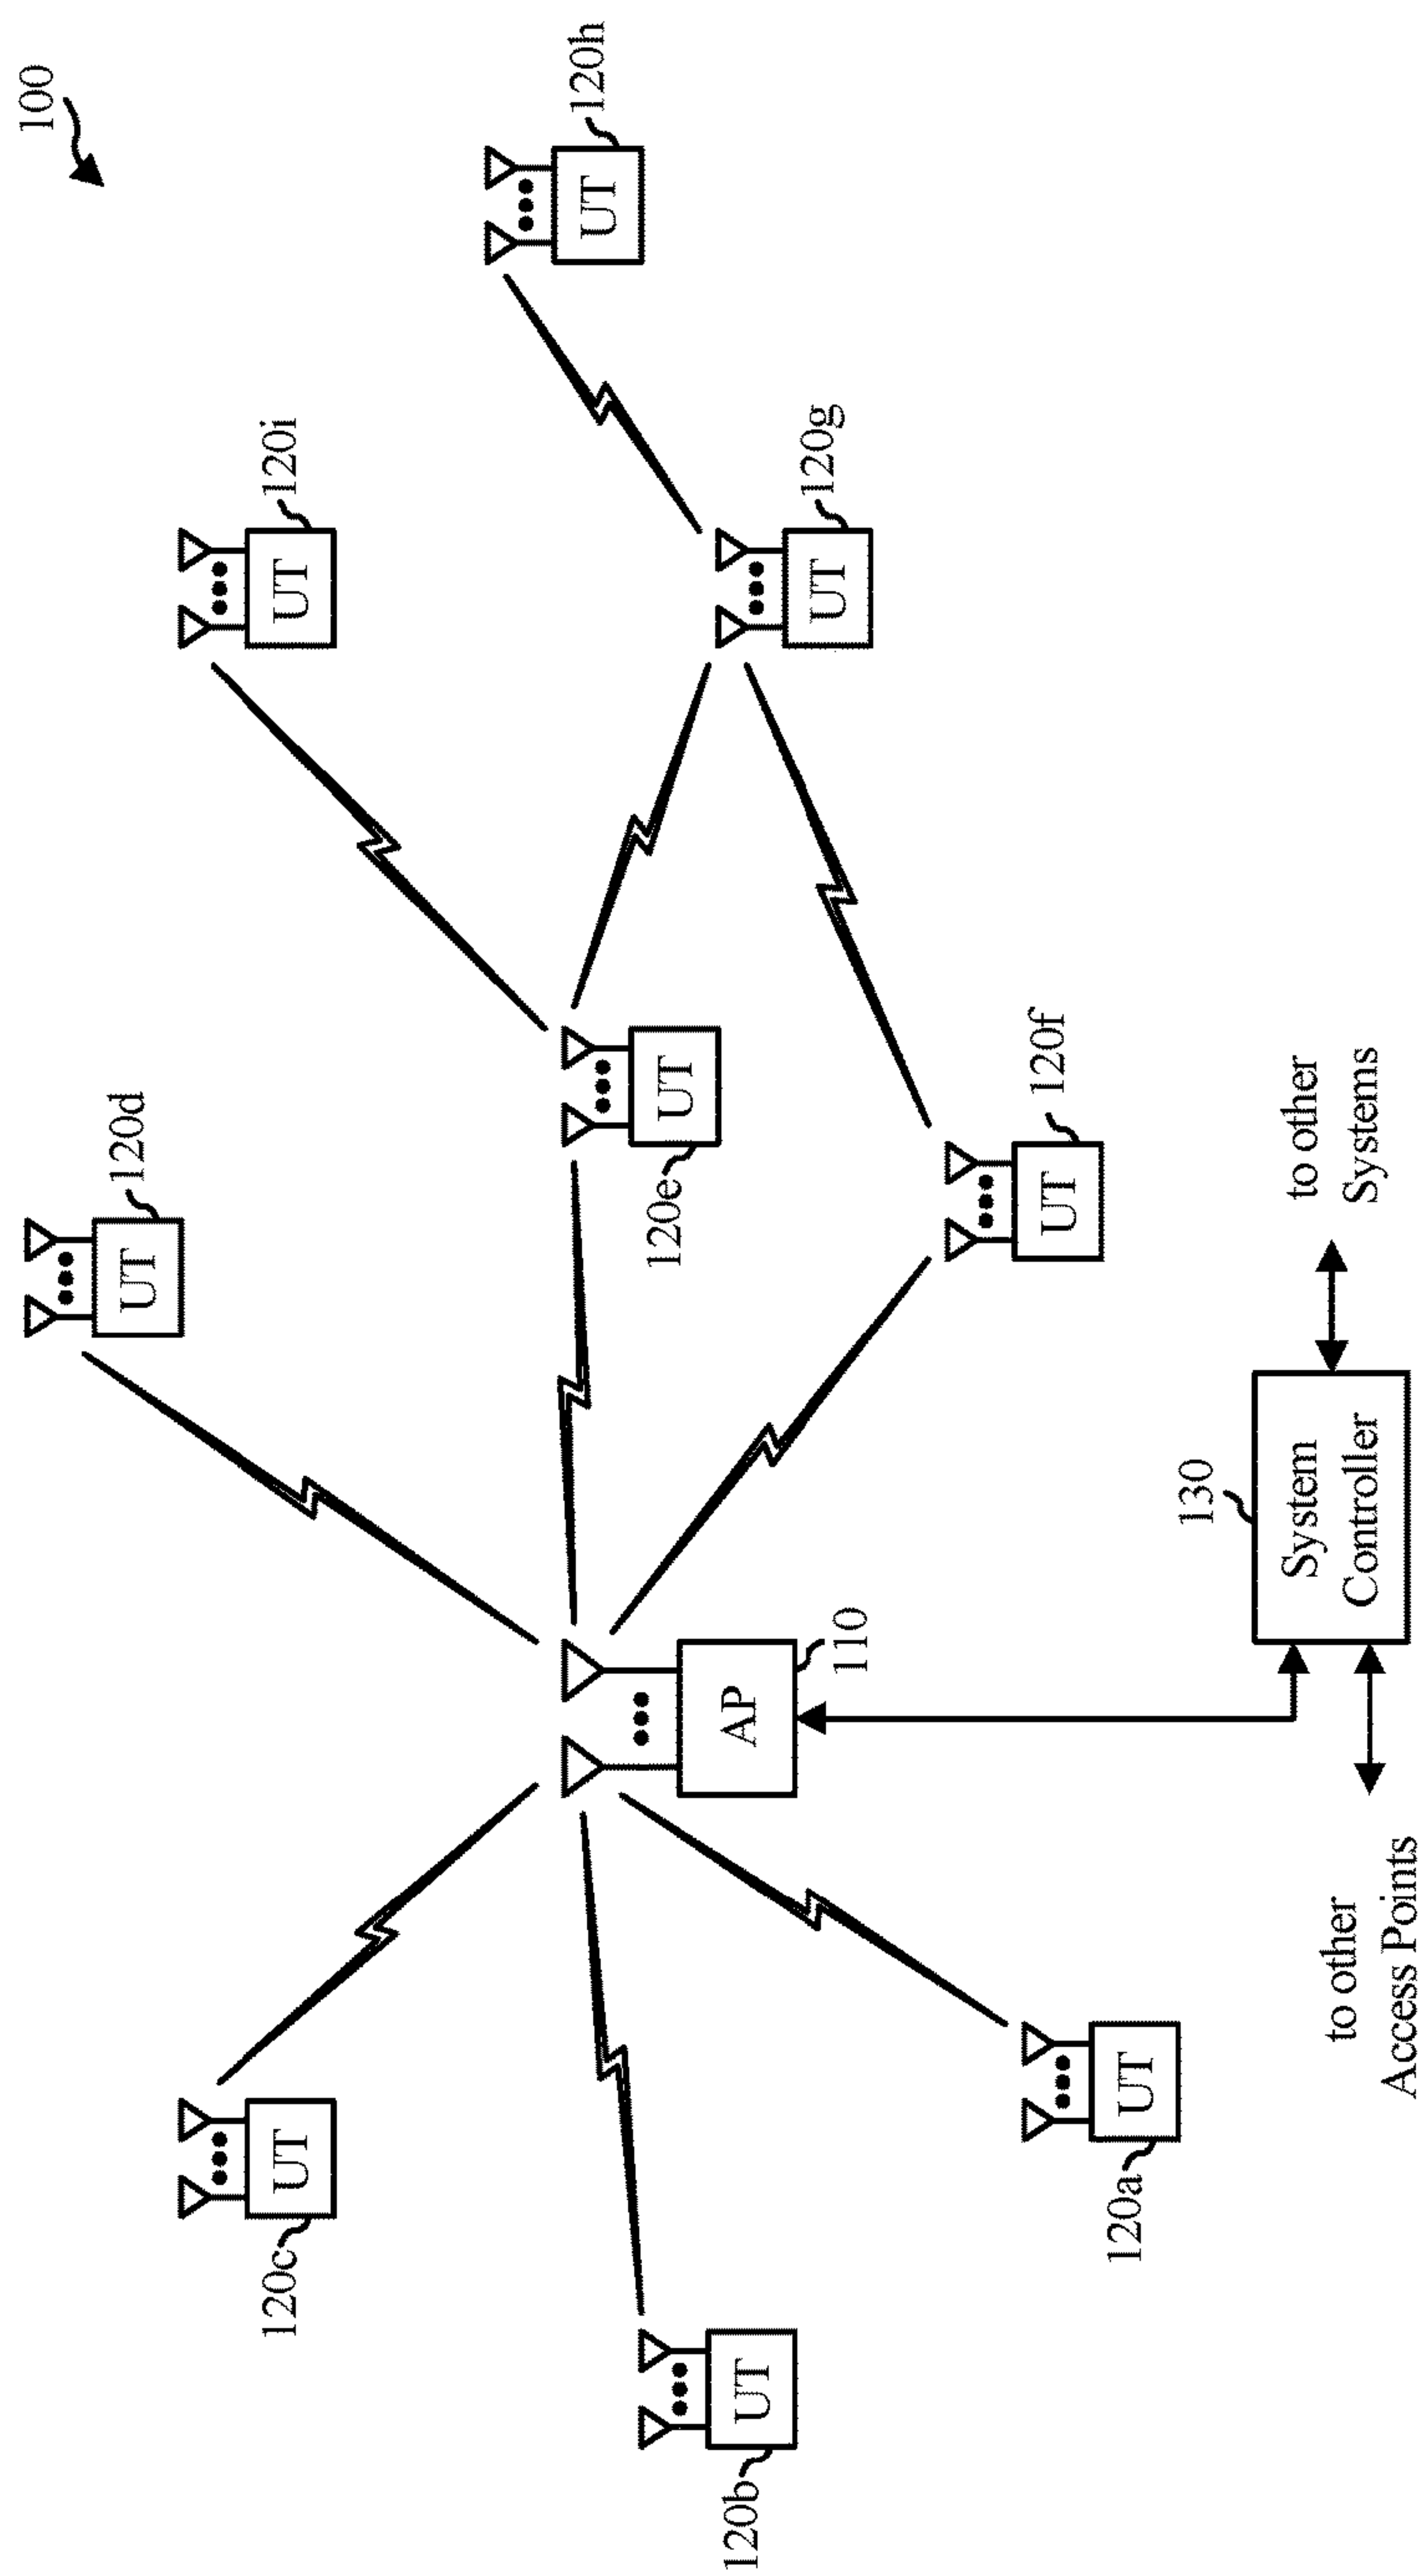 100
120d
UT
120i
UT
120c
UT
120h
UT
120e
UT
AP
110
120g
UT
120b
UT
120f
UT
120a
UT
130
System
Controller
to other
Systems
to other
Access Points